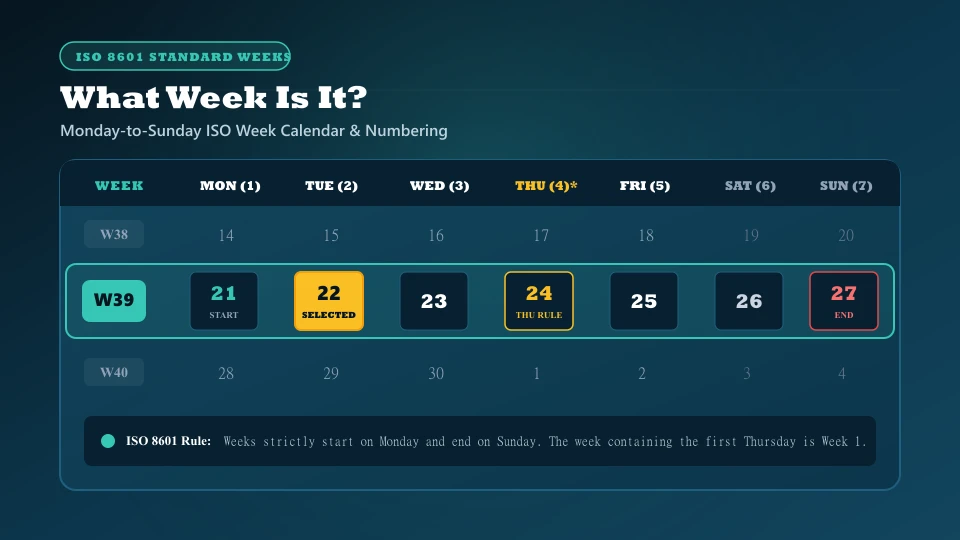 ISO 8601 STANDARD WEEKS
What Week Is It?
Monday-to-Sunday ISO Week Calendar & Numbering
WEEK MON (1) TUE (2) WED (3) THU (4)* FRI (5) SAT (6) SUN (7)
W38 14 15 16 17 18 19 20
W39 21 22 23 24 25 26 27
START SELECTED THU RULE END
W40 28 29 30 1 2 3 4
ISO 8601 Rule: Weeks strictly start on Monday and end on Sunday. The week containing the first Thursday is Week 1.